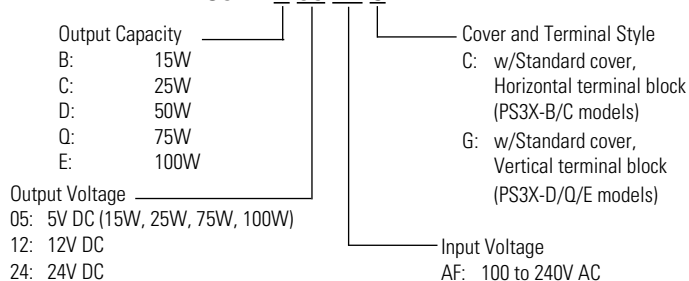 Output Capacity
B: 15W
C: 25W
D: 50W
Q: 75W
E: 100W
Output Voltage
05: 5V DC (15W, 25W, 75W, 100W)
12: 12V DC
24: 24V DC
Cover and Terminal Style
C: w/Standard cover,
Horizontal terminal block
(PS3X-B/C models)
G: w/Standard cover,
Vertical terminal block
(PS3X-D/Q/E models)
Input Voltage
AF: 100 to 240V AC